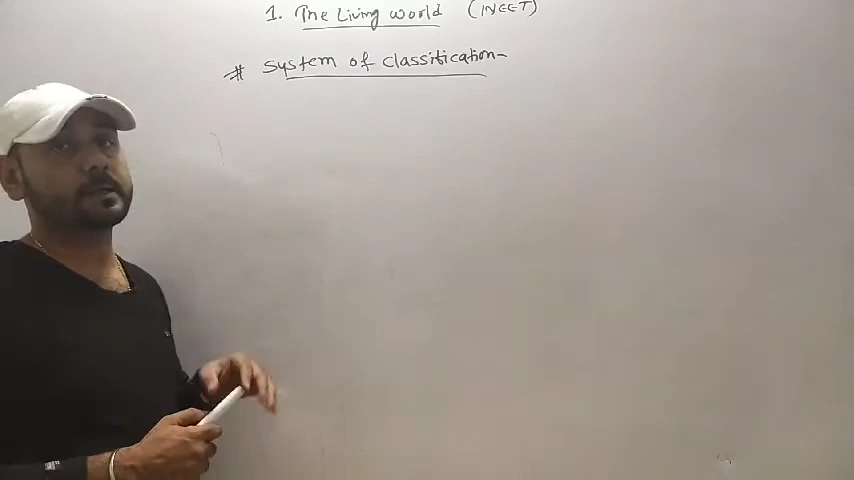 1. The Living world (NEET)
# System of classification-